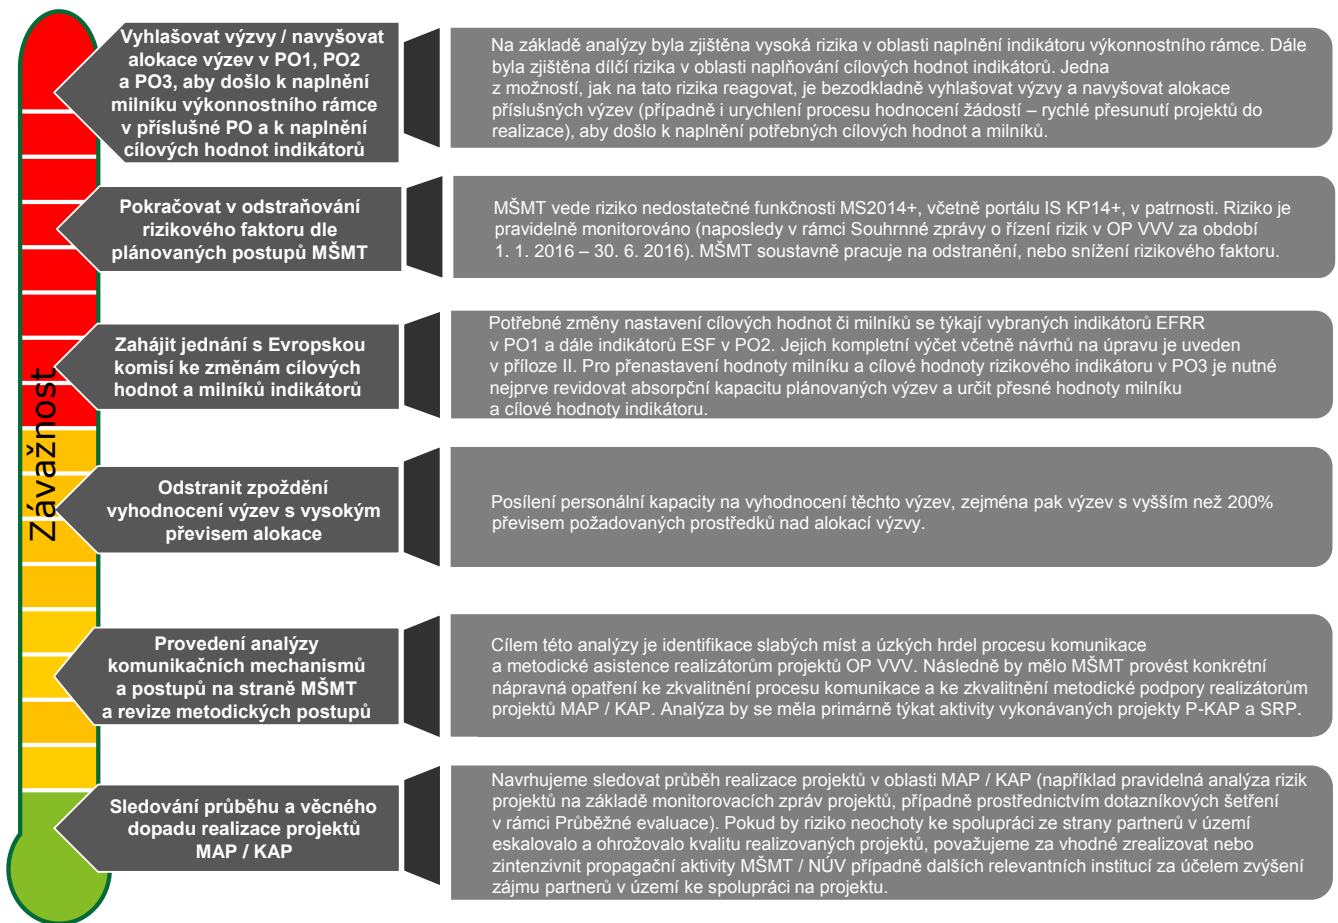 Závažnost
Vyhlašovat výzvy / navyšovat
alokace výzev v PO1, PO2
a PO3, aby došlo k naplnění
milníku výkonnostního rámce
v příslušné PO a k naplnění
cílových hodnot indikátorů
Na základě analýzy byla zjištěna vysoká rizika v oblasti naplnění indikátoru výkonnostního rámce. Dále
byla zjištěna dílčí rizika v oblasti naplňování cílových hodnot indikátorů. Jedna
z možností, jak na tato rizika reagovat, je bezodkladně vyhlašovat výzvy a navyšovat alokace
příslušných výzev (případně i urychlení procesu hodnocení žádostí – rychlé přesunutí projektů do
realizace), aby došlo k naplnění potřebných cílových hodnot a milníků.
Pokračovat v odstraňování
rizikového faktoru dle
plánovaných postupů MŠMT
MŠMT vede riziko nedostatečné funkčnosti MS2014+, včetně portálu IS KP14+, v patrnosti. Riziko je
pravidelně monitorováno (naposledy v rámci Souhrnné zprávy o řízení rizik v OP VVV za období
1. 1. 2016 – 30. 6. 2016). MŠMT soustavně pracuje na odstranění, nebo snížení rizikového faktoru.
Zahájit jednání s Evropskou
komisí ke změnám cílových
hodnot a milníků indikátorů
Potřebné změny nastavení cílových hodnot či milníků se týkají vybraných indikátorů EFRR
v PO1 a dále indikátorů ESF v PO2. Jejich kompletní výčet včetně návrhů na úpravu je uveden
v příloze II. Pro přenastavení hodnoty milníku a cílové hodnoty rizikového indikátoru v PO3 je nutné
nejprve revidovat absorpční kapacitu plánovaných výzev a určit přesné hodnoty milníku
a cílové hodnoty indikátoru.
Odstranit zpoždění
vyhodnocení výzev s vysokým
převisem alokace
Posílení personální kapacity na vyhodnocení těchto výzev, zejména pak výzev s vyšším než 200%
převisem požadovaných prostředků nad alokací výzvy.
Provedení analýzy
komunikačních mechanismů
a postupů na straně MŠMT
a revize metodických postupů
Cílem této analýzy je identifikace slabých míst a úzkých hrdel procesu komunikace
a metodické asistence realizátorům projektů OP VVV. Následně by mělo MŠMT provést konkrétní
nápravná opatření ke zkvalitnění procesu komunikace a ke zkvalitnění metodické podpory realizátorům
projektů MAP / KAP. Analýza by se měla primárně týkat aktivity vykonávaných projekty P-KAP a SRP.
Sledování průběhu a věcného
dopadu realizace projektů
MAP / KAP
Navrhujeme sledovat průběh realizace projektů v oblasti MAP / KAP (například pravidelná analýza rizik
projektů na základě monitorovacích zpráv projektů, případně prostřednictvím dotazníkových šetření
v rámci Průběžné evaluace). Pokud by riziko neochoty ke spolupráci ze strany partnerů v území
eskalovalo a ohrožovalo kvalitu realizovaných projektů, považujeme za vhodné zrealizovat nebo
zintenzivnit propagační aktivity MŠMT / NÚV případně dalších relevantních institucí za účelem zvýšení
zájmu partnerů v území ke spolupráci na projektu.